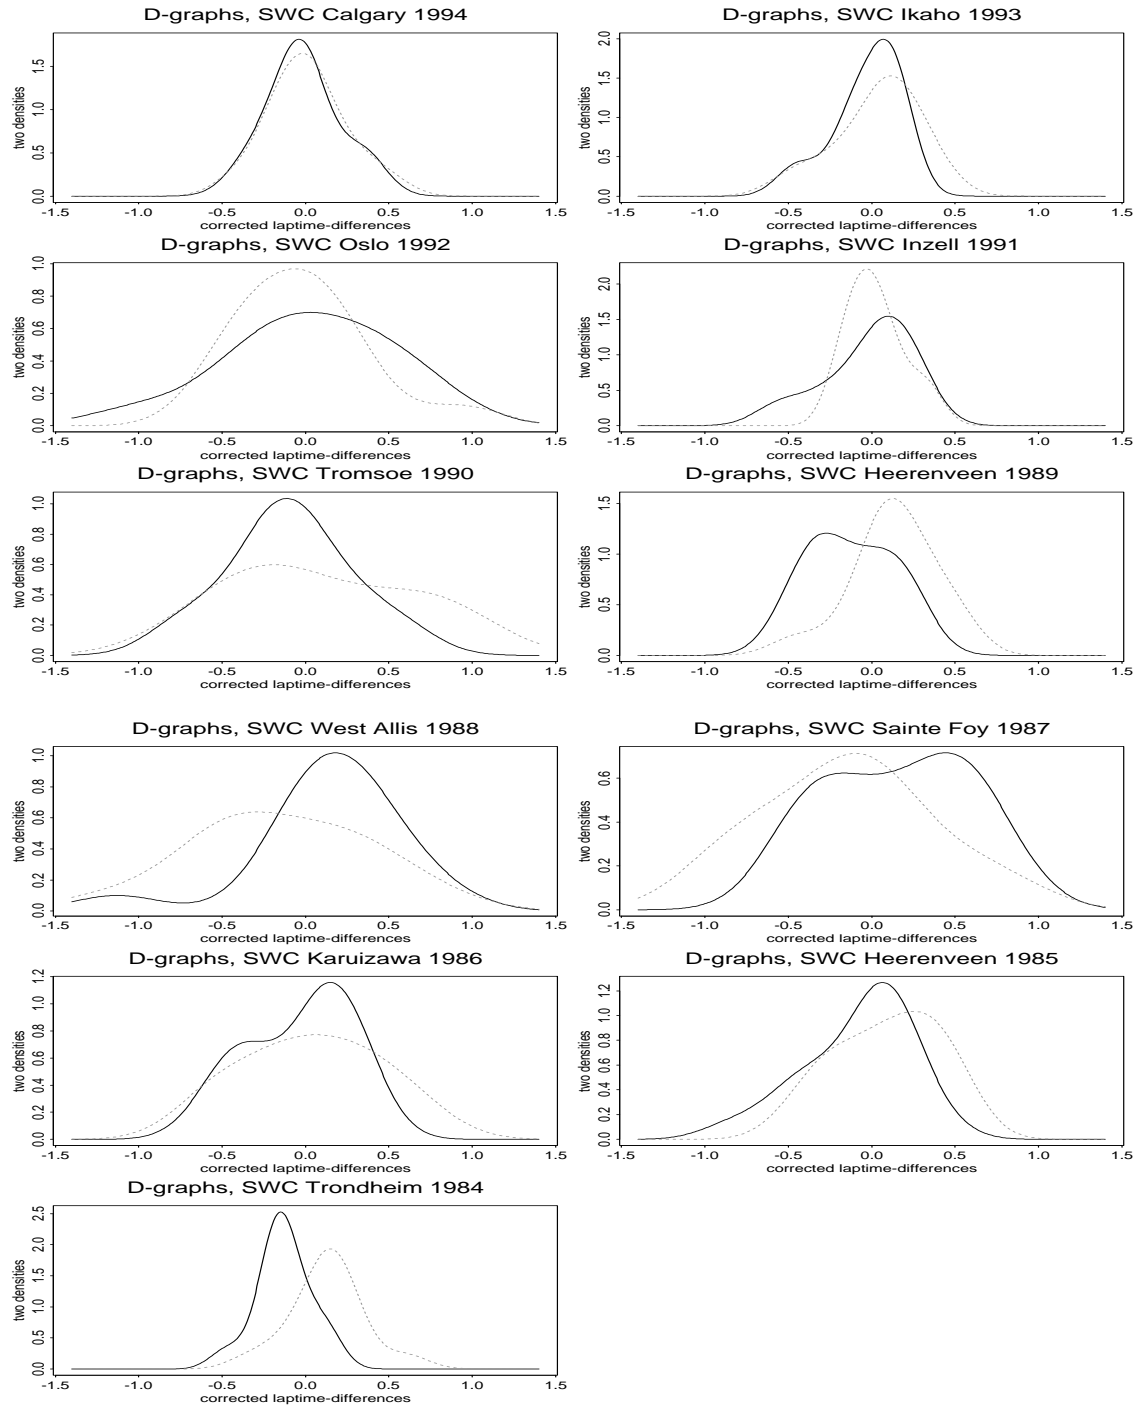 D-graphs, SWC Calgary 1994
two densities
0.0 0.5 1.0 1.5
-1.5 -1.0 -0.5 0.0 0.5 1.0 1.5
corrected laptime-differences
D-graphs, SWC Ikaho 1993
two densities
0.0 0.5 1.0 1.5 2.0
-1.5 -1.0 -0.5 0.0 0.5 1.0 1.5
corrected laptime-differences
D-graphs, SWC Oslo 1992
two densities
0.0 0.2 0.4 0.6 0.8 1.0
-1.5 -1.0 -0.5 0.0 0.5 1.0 1.5
corrected laptime-differences
D-graphs, SWC Inzell 1991
two densities
0.0 0.5 1.0 1.5 2.0
-1.5 -1.0 -0.5 0.0 0.5 1.0 1.5
corrected laptime-differences
D-graphs, SWC Tromsoe 1990
two densities
0.0 0.2 0.4 0.6 0.8 1.0
-1.5 -1.0 -0.5 0.0 0.5 1.0 1.5
corrected laptime-differences
D-graphs, SWC Heerenveen 1989
two densities
0.0 0.5 1.0 1.5
-1.5 -1.0 -0.5 0.0 0.5 1.0 1.5
corrected laptime-differences
D-graphs, SWC West Allis 1988
two densities
0.0 0.2 0.4 0.6 0.8 1.0
-1.5 -1.0 -0.5 0.0 0.5 1.0 1.5
corrected laptime-differences
D-graphs, SWC Sainte Foy 1987
two densities
0.0 0.2 0.4 0.6
-1.5 -1.0 -0.5 0.0 0.5 1.0 1.5
corrected laptime-differences
D-graphs, SWC Karuizawa 1986
two densities
0.0 0.2 0.4 0.6 0.8 1.0 1.2
-1.5 -1.0 -0.5 0.0 0.5 1.0 1.5
corrected laptime-differences
D-graphs, SWC Heerenveen 1985
two densities
0.0 0.2 0.4 0.6 0.8 1.2
-1.5 -1.0 -0.5 0.0 0.5 1.0 1.5
corrected laptime-differences
D-graphs, SWC Trondheim 1984
two densities
0.0 0.5 1.0 1.5 2.0 2.5
-1.5 -1.0 -0.5 0.0 0.5 1.0 1.5
corrected laptime-differences